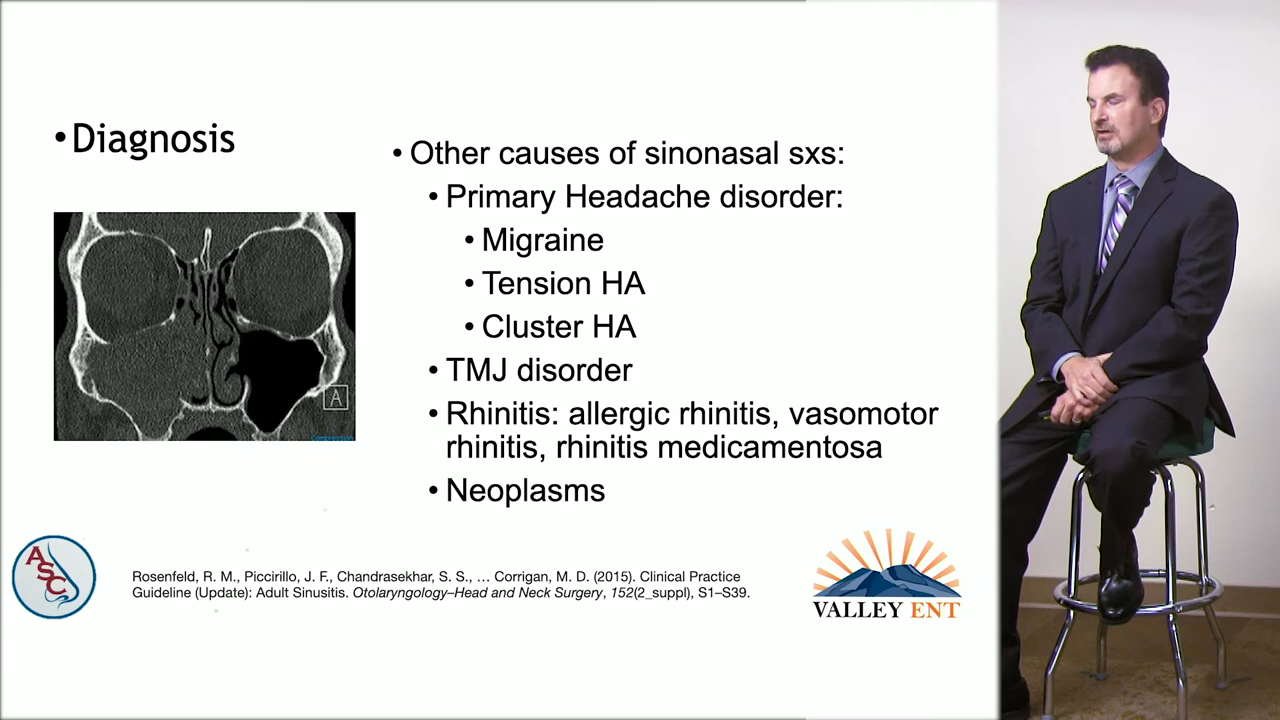 •Diagnosis
• Other causes of sinonasal sxs:
• Primary Headache disorder:
• Migraine
• Tension HA
• Cluster HA
• TMJ disorder
• Rhinitis: allergic rhinitis, vasomotor
rhinitis, rhinitis medicamentosa
• Neoplasms
A
ASC
Rosenfeld, R. M., Piccirillo, J. F., Chandrasekhar, S. S., … Corrigan, M. D. (2015). Clinical Practice
Guideline (Update): Adult Sinusitis. Otolaryngology–Head and Neck Surgery, 152(2_suppl), S1–S39.
VALLEY ENT